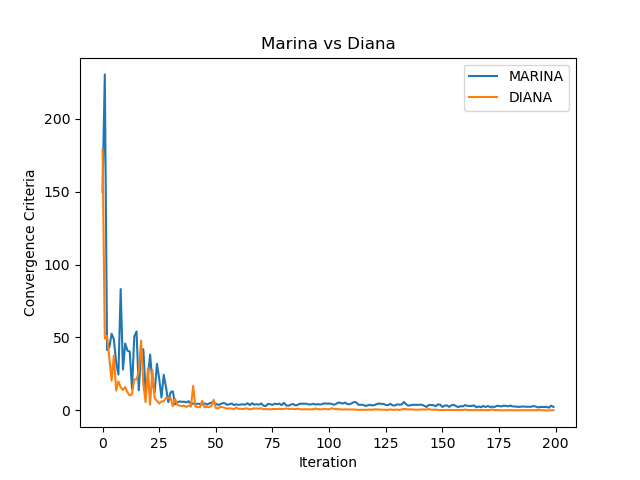 Marina vs Diana
MARINA
DIANA
Convergence Criteria
200
150
100
50
0
0 25 50 75 100 125 150 175 200
Iteration